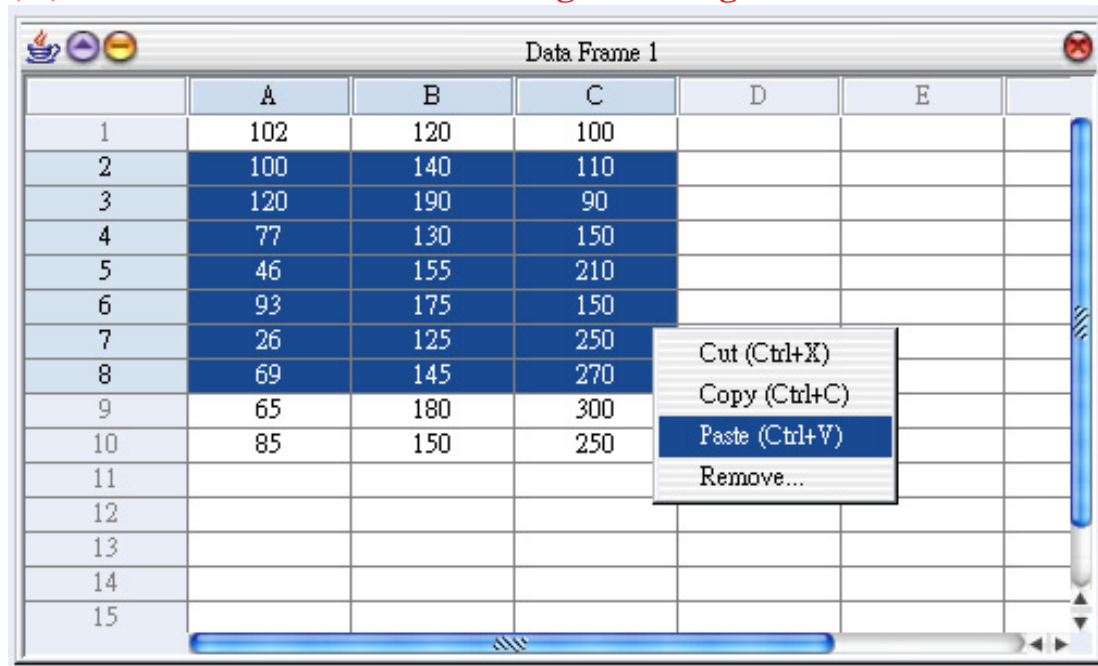 Data Frame 1
A B C D E
1 102 120 100
2 100 140 110
3 120 190 90
4 77 130 150
5 46 155 210
6 93 175 150
7 26 125 250
8 69 145 270
9 65 180 300
10 85 150 250
11
12
13
14
15
Cut (Ctrl+X)
Copy (Ctrl+C)
Paste (Ctrl+V)
Remove...